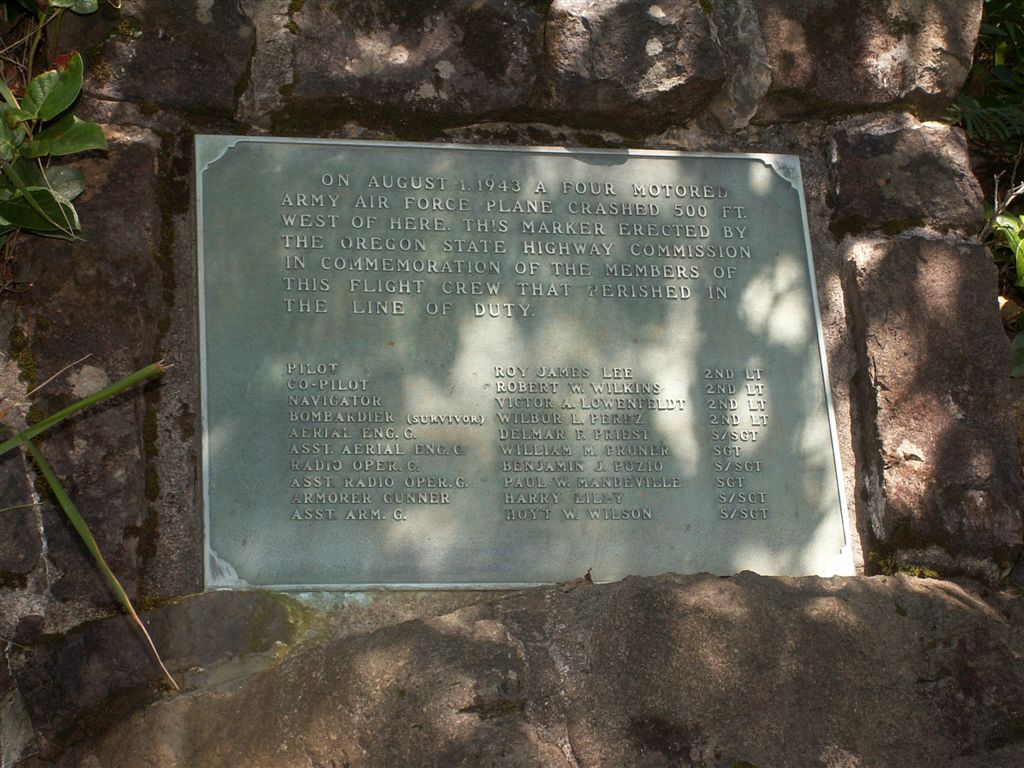 ON AUGUST 1, 1943 A FOUR MOTORED
ARMY AIR FORCE PLANE CRASHED 500 FT.
WEST OF HERE. THIS MARKER ERECTED BY
THE OREGON STATE HIGHWAY COMMISSION
IN COMMEMORATION OF THE MEMBERS OF
THIS FLIGHT CREW THAT PERISHED IN
THE LINE OF DUTY.
PILOT ROY JAMES LEE 2ND LT
CO-PILOT ROBERT W. WILKINS 2ND LT
NAVIGATOR VICTOR A. LOWENFELDT 2ND LT
BOMBARDIER (SURVIVOR) WILBUR L. PEREZ 2ND LT
AERIAL ENG. G. DELMAR F. PRIEST S/SGT
ASST. AERIAL ENG. G. WILLIAM M. PRUNER SGT
RADIO OPER. G. BENJAMIN J. PUZIO S/SGT
ASST RADIO OPER. G. PAUL W. MANDEVILLE SGT
ARMORER GUNNER HARRY LILLY S/SGT
ASST. ARM. G. HOYT W. WILSON S/SGT